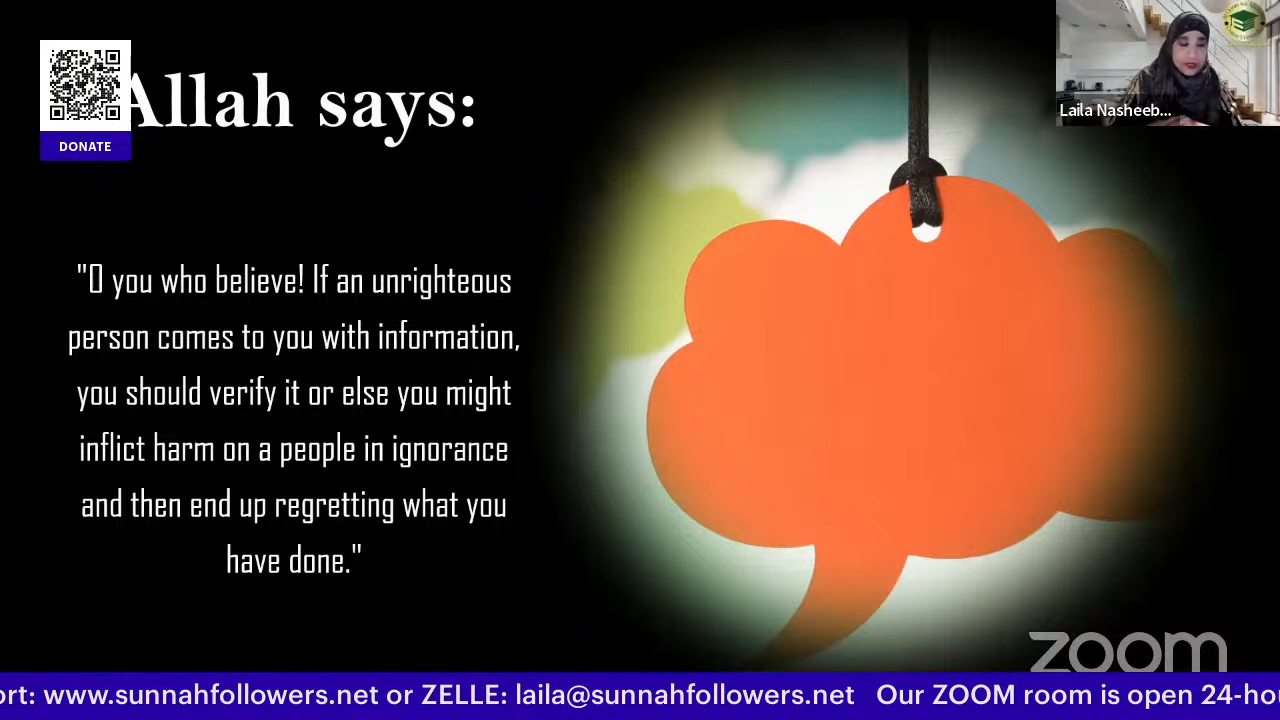 Allah says:
DONATE
Laila Nasheeb...
"O you who believe! If an unrighteous
person comes to you with information,
you should verify it or else you might
inflict harm on a people in ignorance
and then end up regretting what you
have done."
zoom
ort: www.sunnahfollowers.net or ZELLE: laila@sunnahfollowers.net Our ZOOM room is open 24-ho